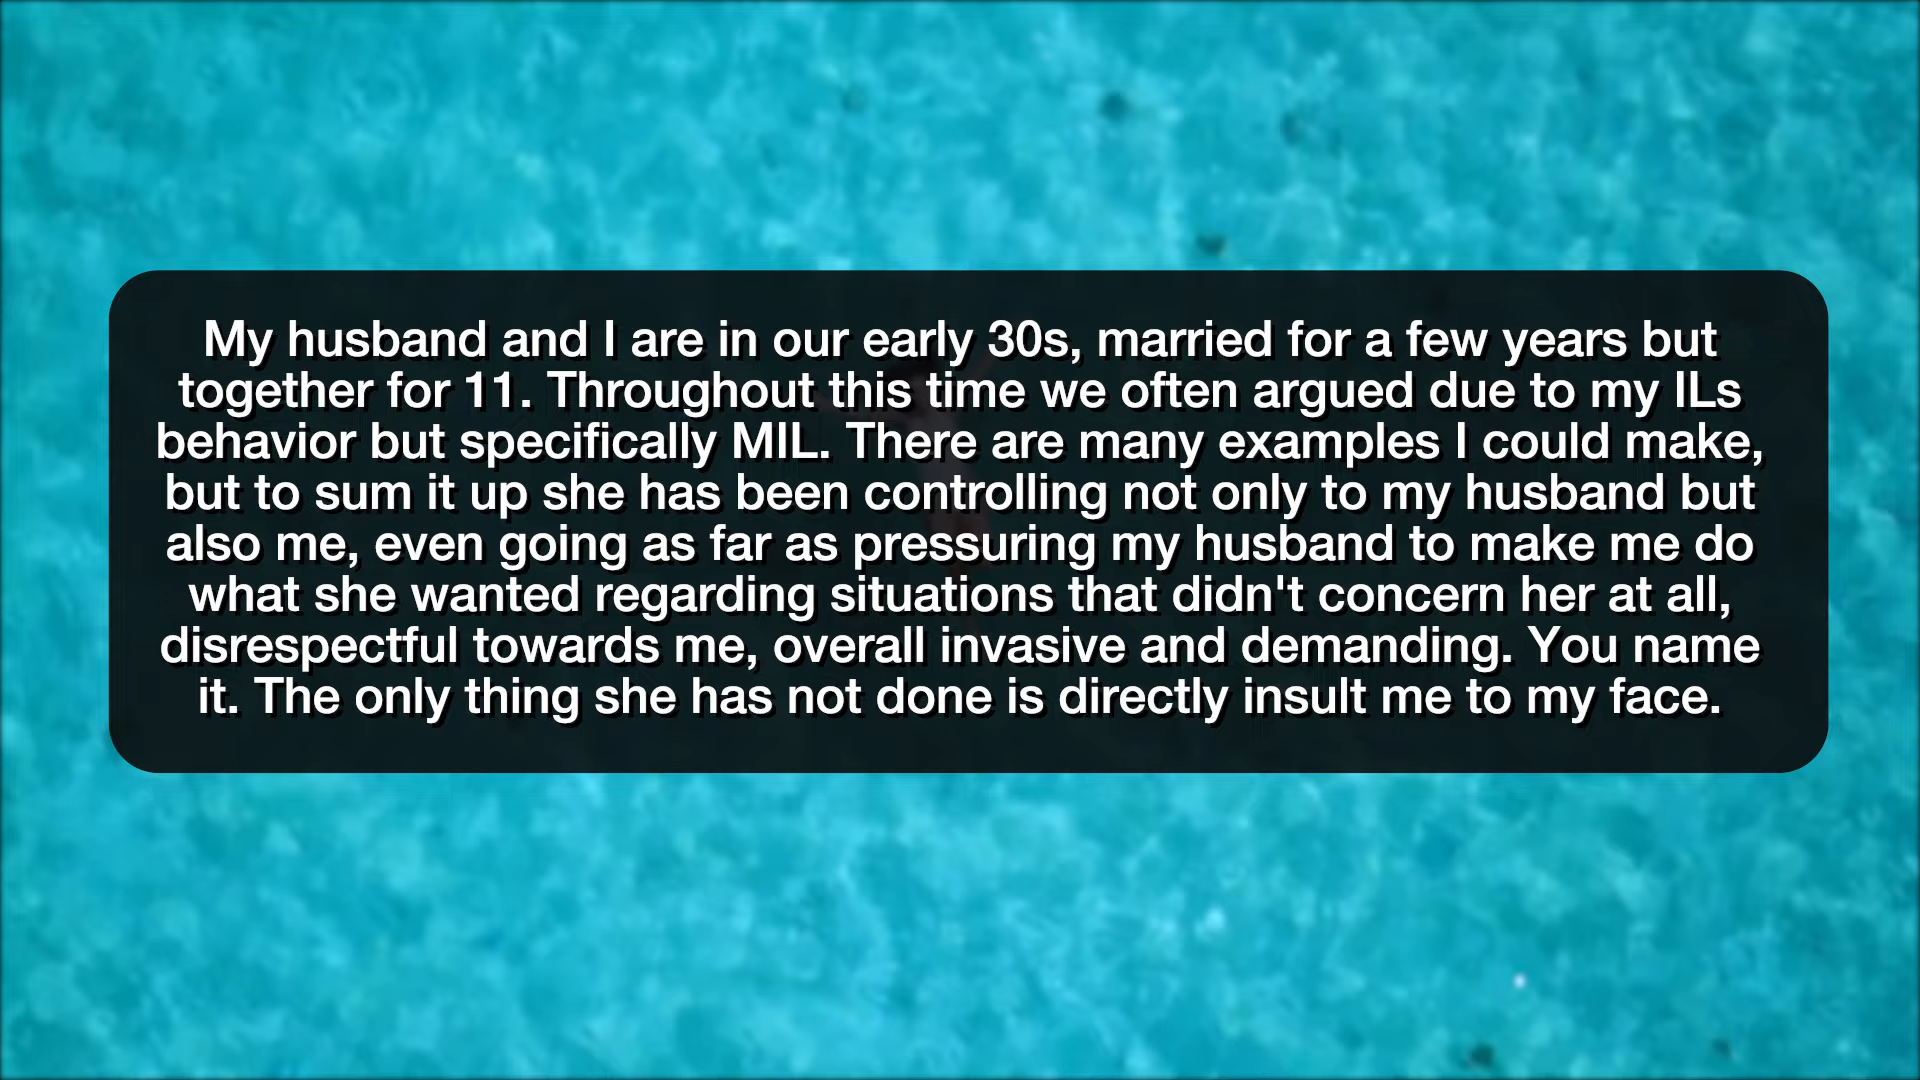 My husband and I are in our early 30s, married for a few years but
together for 11. Throughout this time we often argued due to my ILs
behavior but specifically MIL. There are many examples I could make,
but to sum it up she has been controlling not only to my husband but
also me, even going as far as pressuring my husband to make me do
what she wanted regarding situations that didn't concern her at all,
disrespectful towards me, overall invasive and demanding. You name
it. The only thing she has not done is directly insult me to my face.